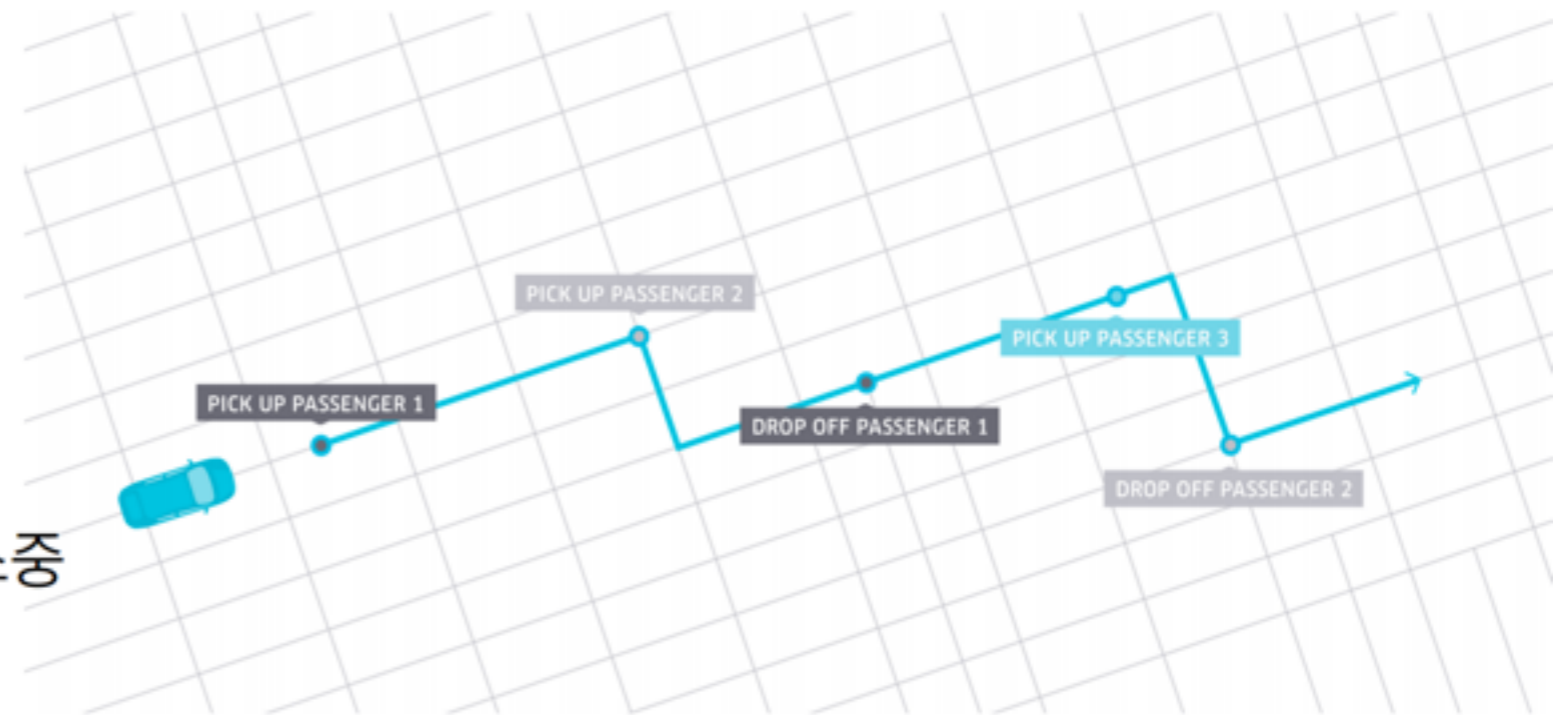 PICK UP PASSENGER 2
PICK UP PASSENGER 3
PICK UP PASSENGER 1
DROP OFF PASSENGER 1
DROP OFF PASSENGER 2
중